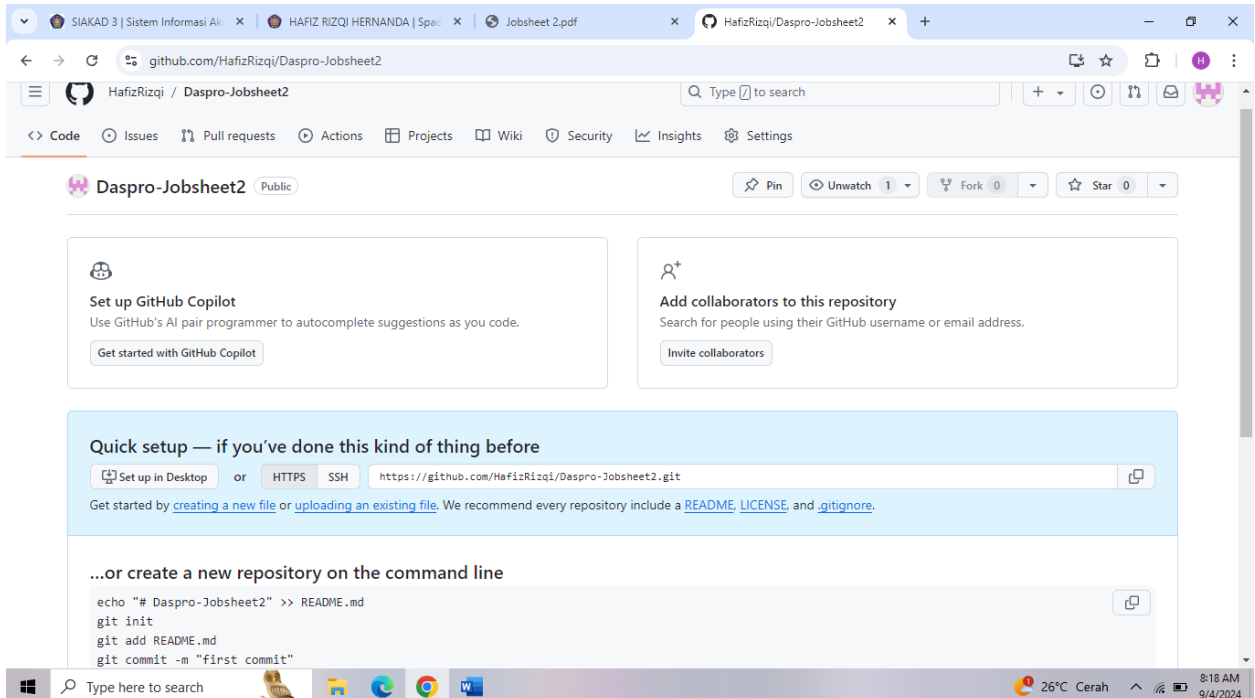 SIAKAD 3 | Sistem Informasi Aka
HAFIZ RIZQI HERNANDA | Spad
Jobsheet 2.pdf
HafizRizqi/Daspro-Jobsheet2
github.com/HafizRizqi/Daspro-Jobsheet2
H
HafizRizqi / Daspro-Jobsheet2
Type / to search
<> Code
Issues
Pull requests
Actions
Projects
Wiki
Security
Insights
Settings
Daspro-Jobsheet2 Public
Pin
Unwatch 1
Fork 0
Star 0
Set up GitHub Copilot
Use GitHub's AI pair programmer to autocomplete suggestions as you code.
Get started with GitHub Copilot
Add collaborators to this repository
Search for people using their GitHub username or email address.
Invite collaborators
Quick setup — if you've done this kind of thing before
Set up in Desktop or HTTPS SSH https://github.com/HafizRizqi/Daspro-Jobsheet2.git
Get started by creating a new file or uploading an existing file. We recommend every repository include a README, LICENSE, and .gitignore.
...or create a new repository on the command line
echo "# Daspro-Jobsheet2" >> README.md
git init
git add README.md
git commit -m "first commit"
Type here to search
26°C Cerah
8:18 AM
9/4/2024